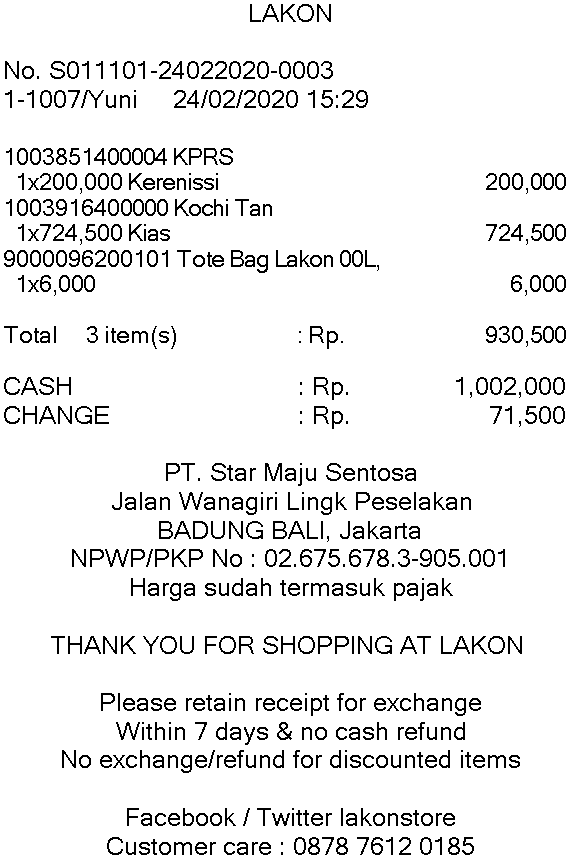 LAKON
No. S011101-24022020-0003
1-1007/Yuni 24/02/2020 15:29
1003851400004 KPRS
1x200,000 Kerenissi 200,000
1003916400000 Kochi Tan
1x724,500 Kias 724,500
9000096200101 Tote Bag Lakon 00L,
1x6,000 6,000
Total 3 item(s) : Rp. 930,500
CASH : Rp. 1,002,000
CHANGE : Rp. 71,500
PT. Star Maju Sentosa
Jalan Wanagiri Lingk Peselakan
BADUNG BALI, Jakarta
NPWP/PKP No : 02.675.678.3-905.001
Harga sudah termasuk pajak
THANK YOU FOR SHOPPING AT LAKON
Please retain receipt for exchange
Within 7 days & no cash refund
No exchange/refund for discounted items
Facebook / Twitter lakonstore
Customer care : 0878 7612 0185